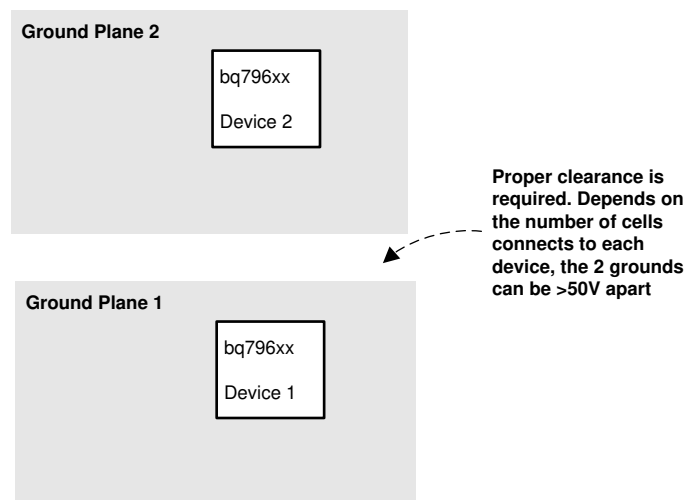 Ground Plane 2
bq796xx
Device 2
Proper clearance is
required. Depends on
the number of cells
connects to each
device, the 2 grounds
can be >50V apart
Ground Plane 1
bq796xx
Device 1